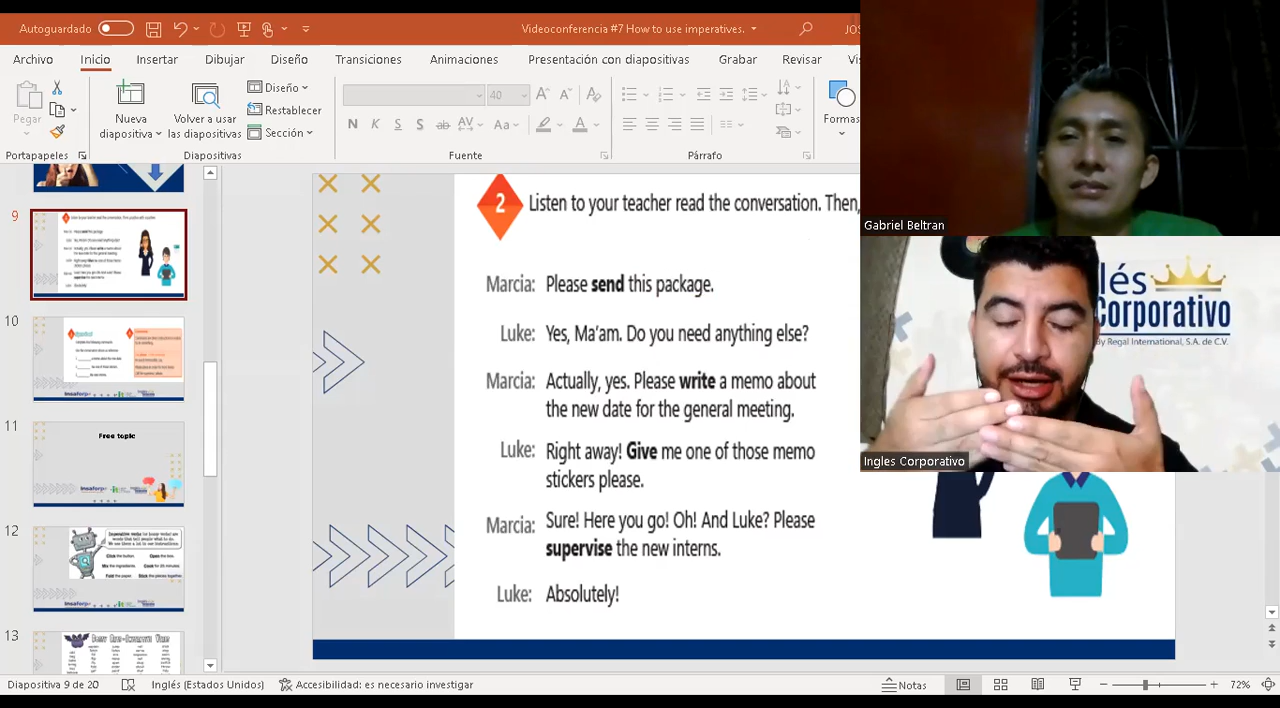 Autoguardado
Videoconferencia #7 How to use imperatives.
JOS
Archivo
Inicio
Insertar
Dibujar
Diseño
Transiciones
Animaciones
Presentación con diapositivas
Grabar
Revisar
Vis
Pegar
Nueva
diapositiva
Volver a usar
las diapositivas
Diseño
Restablecer
Sección
40
N K S S ab AV Aa A
Formas
Portapapeles
Diapositivas
Fuente
Párrafo
9
10
11
Free topic
12
13
2
Listen to your teacher read the conversation. Then,
Marcia: Please send this package.
Luke: Yes, Ma'am. Do you need anything else?
Marcia: Actually, yes. Please write a memo about
the new date for the general meeting.
Luke: Right away! Give me one of those memo
stickers please.
Marcia: Sure! Here you go! Oh! And Luke? Please
supervise the new interns.
Luke: Absolutely!
Gabriel Beltran
lés
Corporativo
By Regal International, S.A. de C.V.
Ingles Corporativo
Diapositiva 9 de 20
Inglés (Estados Unidos)
Accesibilidad: es necesario investigar
Notas
72%